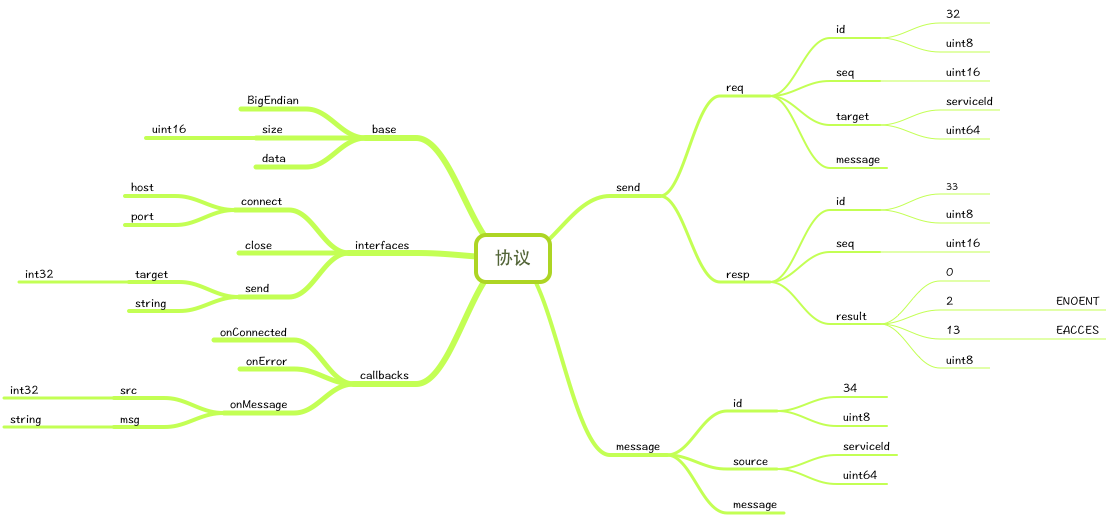 协议
base
BigEndian
size
uint16
data
interfaces
connect
host
port
close
send
target
int32
string
callbacks
onConnected
onError
onMessage
src
int32
msg
string
send
req
id
32
uint8
seq
uint16
target
serviceId
uint64
message
resp
id
33
uint8
seq
uint16
result
0
2
ENOENT
13
EACCES
uint8
message
id
34
uint8
source
serviceId
uint64
message